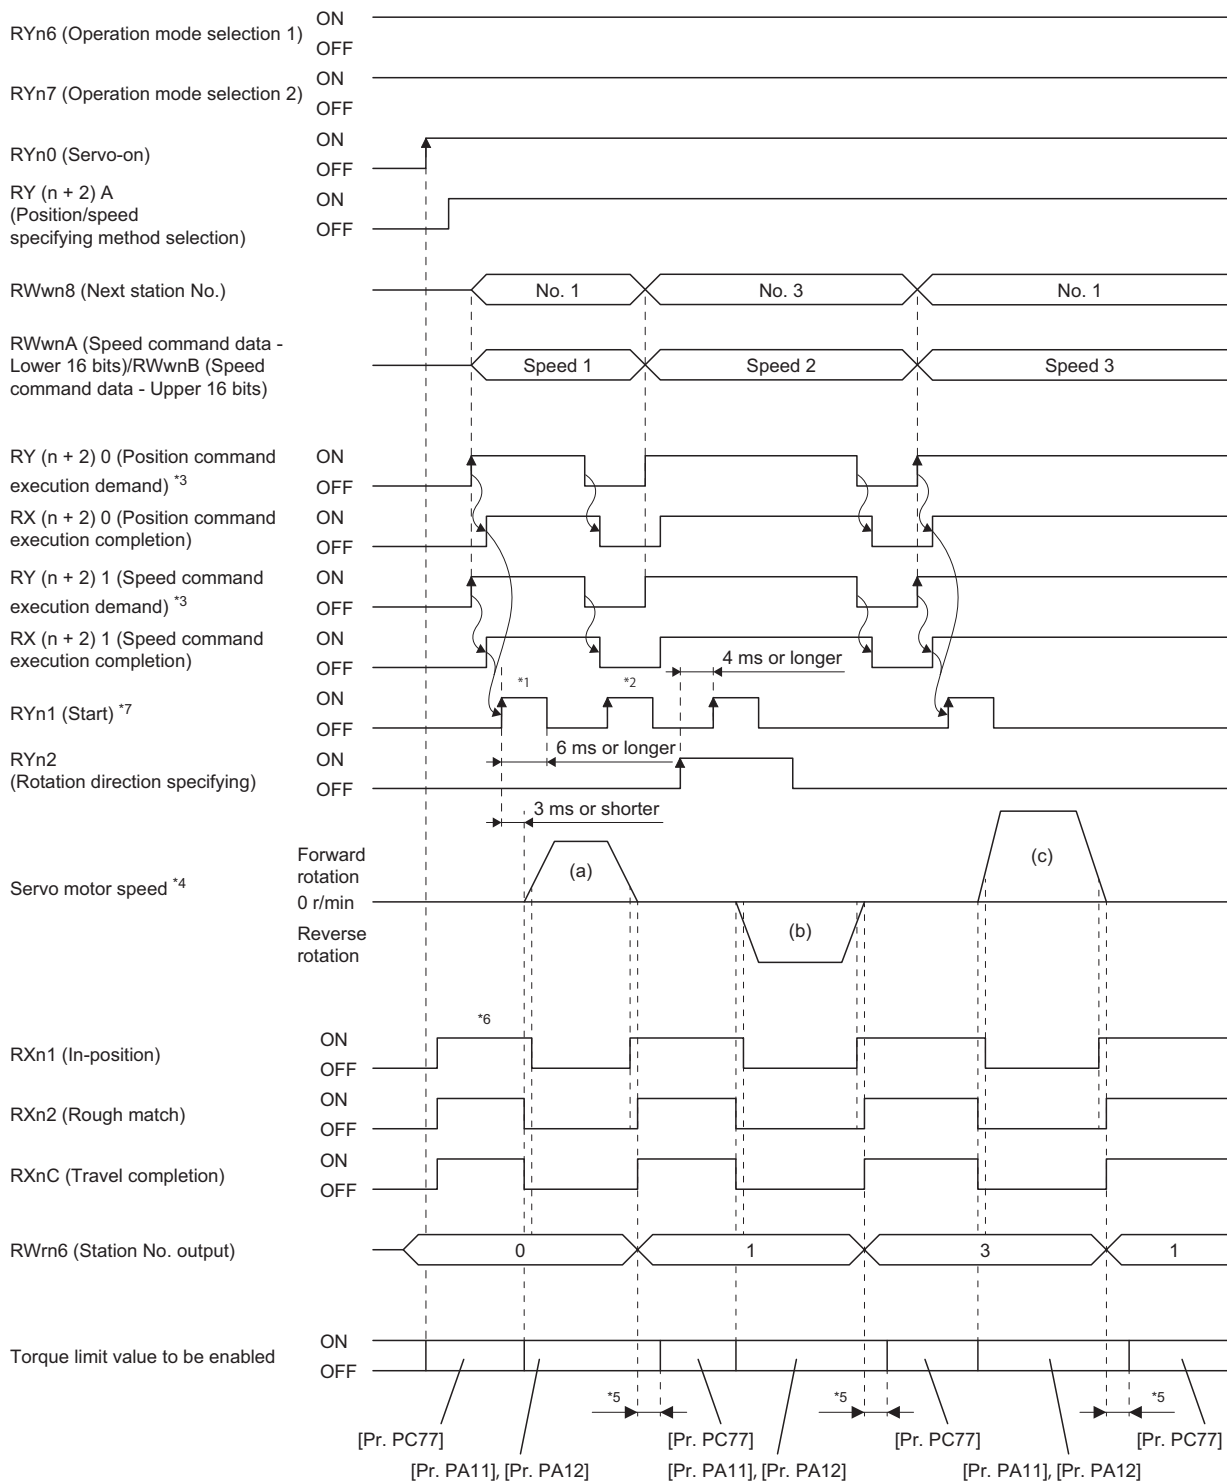 RYn6 (Operation mode selection 1)
ON
OFF
RYn7 (Operation mode selection 2)
ON
OFF
RYn0 (Servo-on)
ON
OFF
RY (n + 2) A
(Position/speed
specifying method selection)
ON
OFF
RWwn8 (Next station No.)
No. 1
No. 3
No. 1
RWwnA (Speed command data -
Lower 16 bits)/RWwnB (Speed
command data - Upper 16 bits)
Speed 1
Speed 2
Speed 3
RY (n + 2) 0 (Position command
execution demand) *3
ON
OFF
RX (n + 2) 0 (Position command
execution completion)
ON
OFF
RY (n + 2) 1 (Speed command
execution demand) *3
ON
OFF
RX (n + 2) 1 (Speed command
execution completion)
ON
OFF
4 ms or longer
RYn1 (Start) *7
ON
OFF
*1
*2
6 ms or longer
RYn2
(Rotation direction specifying)
ON
OFF
3 ms or shorter
Servo motor speed *4
Forward
rotation
0 r/min
Reverse
rotation
(a)
(b)
(c)
RXn1 (In-position)
ON
OFF
*6
RXn2 (Rough match)
ON
OFF
RXnC (Travel completion)
ON
OFF
RWrn6 (Station No. output)
0
1
3
1
Torque limit value to be enabled
ON
OFF
*5
*5
*5
[Pr. PC77]
[Pr. PC77]
[Pr. PC77]
[Pr. PC77]
[Pr. PA11], [Pr. PA12]
[Pr. PA11], [Pr. PA12]
[Pr. PA11], [Pr. PA12]